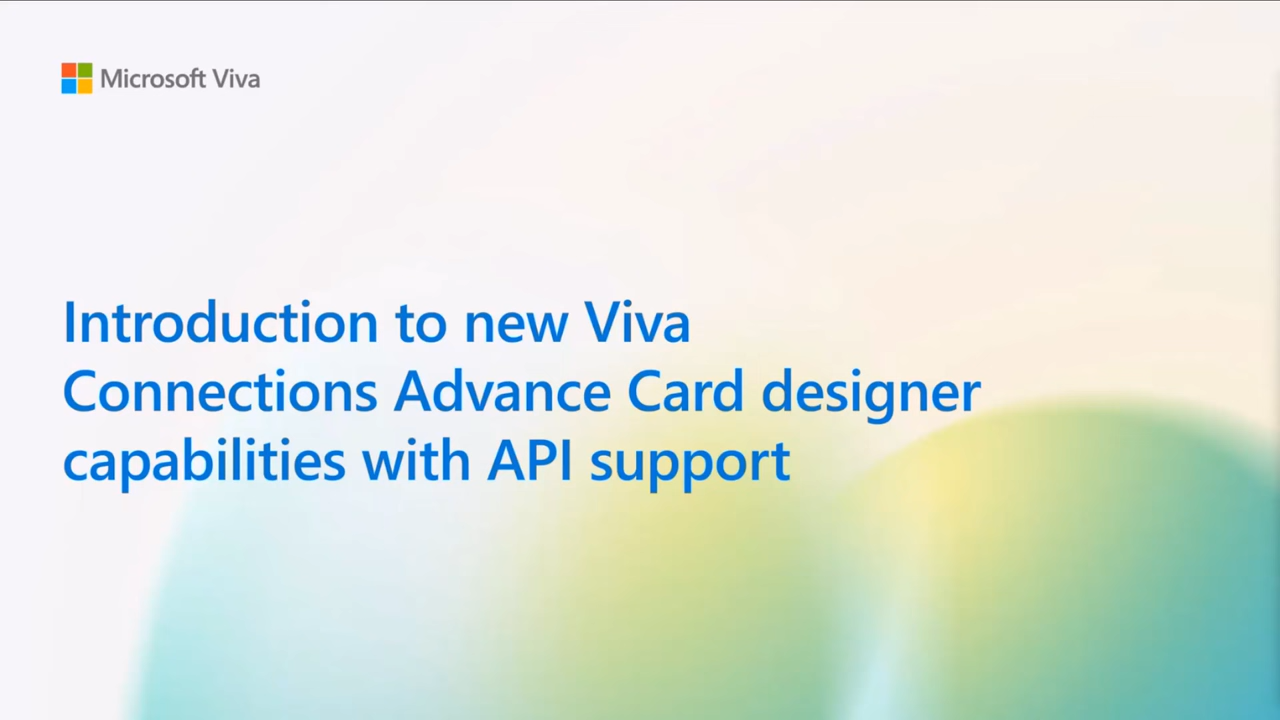 Microsoft Viva
Introduction to new Viva
Connections Advance Card designer
capabilities with API support